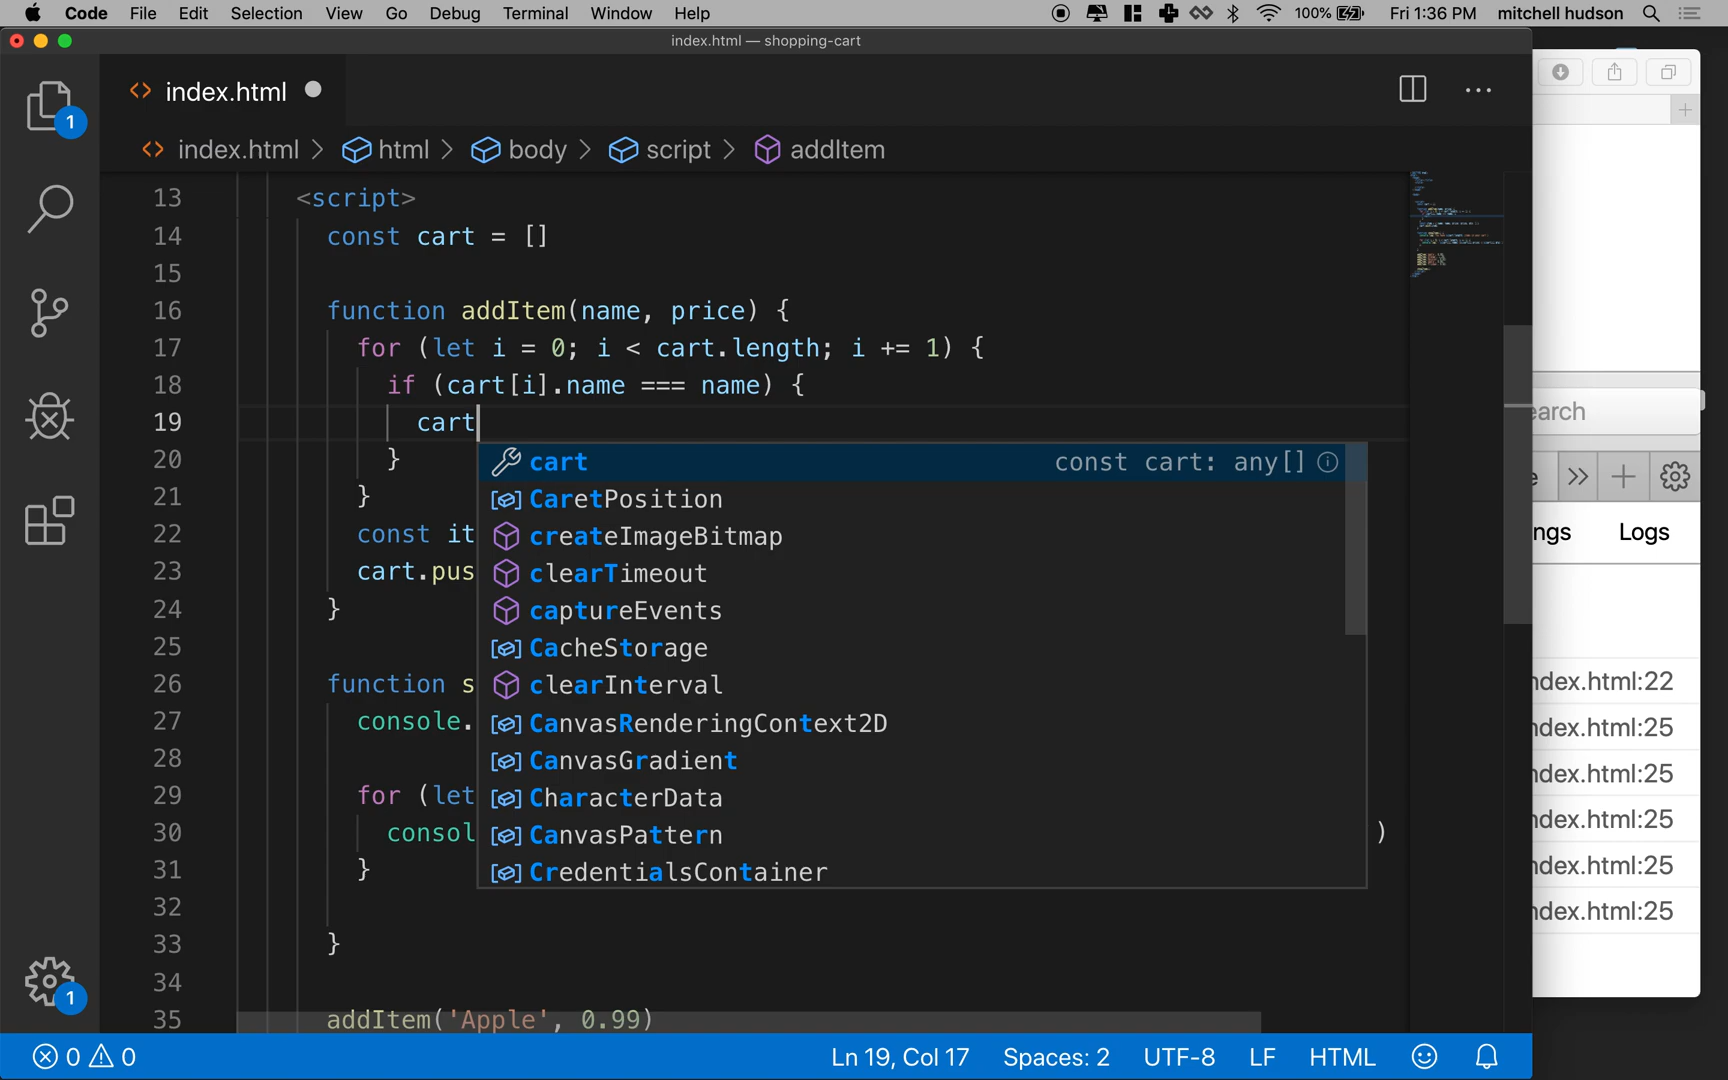 Code File Edit Selection View Go Debug Terminal Window Help 100% Fri 1:36 PM mitchell hudson
index.html — shopping-cart
<> index.html
<> index.html > html > body > script > addItem
1
13 <script>
14 const cart = []
15
16 function addItem(name, price) {
17 for (let i = 0; i < cart.length; i += 1) {
18 if (cart[i].name === name) {
19 cart
20 }
21 }
22 const it
23 cart.pus
24 }
25
26 function s
27 console.
28
29 for (let
30 consol )
31 }
32
33 }
34
35 addItem('Apple', 0.99)
cart const cart: any[]
CaretPosition
createImageBitmap
clearTimeout
captureEvents
CacheStorage
clearInterval
CanvasRenderingContext2D
CanvasGradient
CharacterData
CanvasPattern
CredentialsContainer
earch
e >> +
ngs Logs
ndex.html:22
ndex.html:25
ndex.html:25
ndex.html:25
ndex.html:25
ndex.html:25
1
0 0 Ln 19, Col 17 Spaces: 2 UTF-8 LF HTML